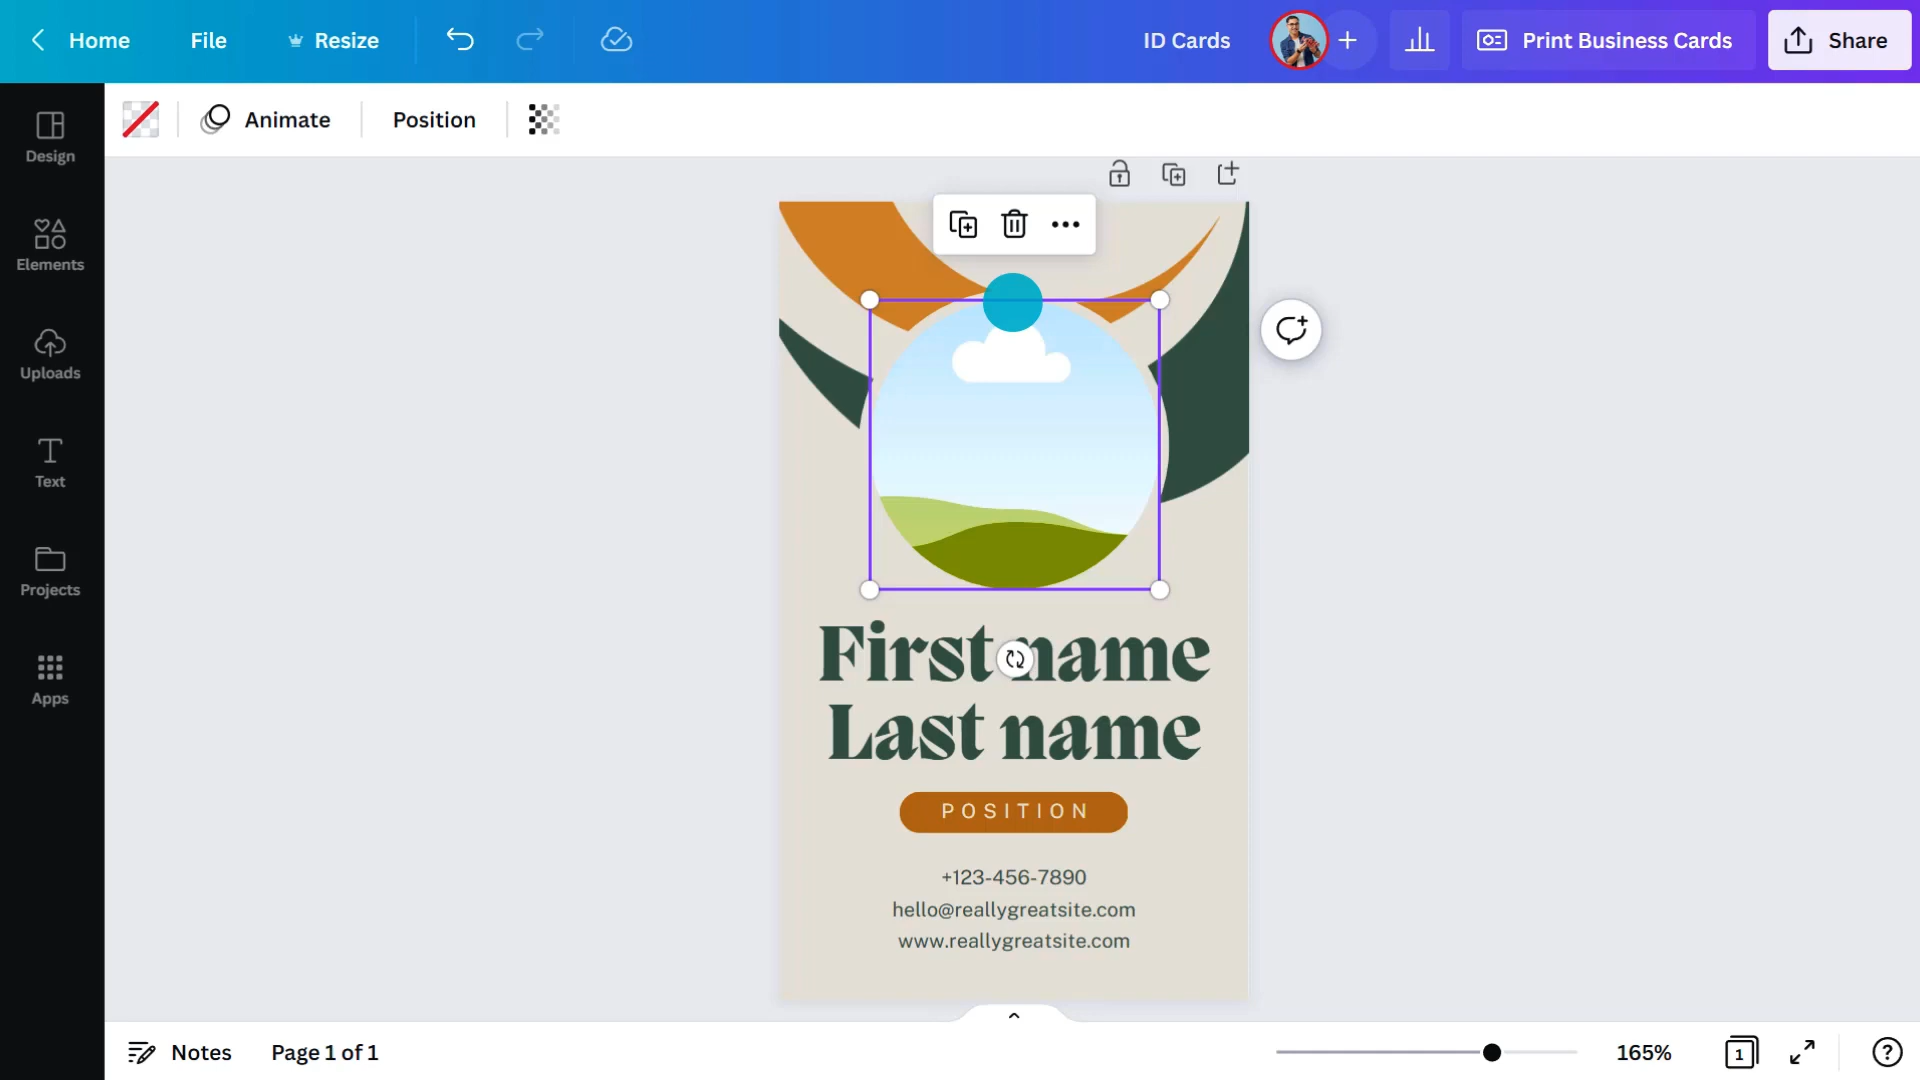 Home
File
Resize
ID Cards
Print Business Cards
Share
Design
Elements
Uploads
Text
Projects
Apps
Animate
Position
First name
Last name
POSITION
+123-456-7890
hello@reallygreatsite.com
www.reallygreatsite.com
Notes
Page 1 of 1
165%
1